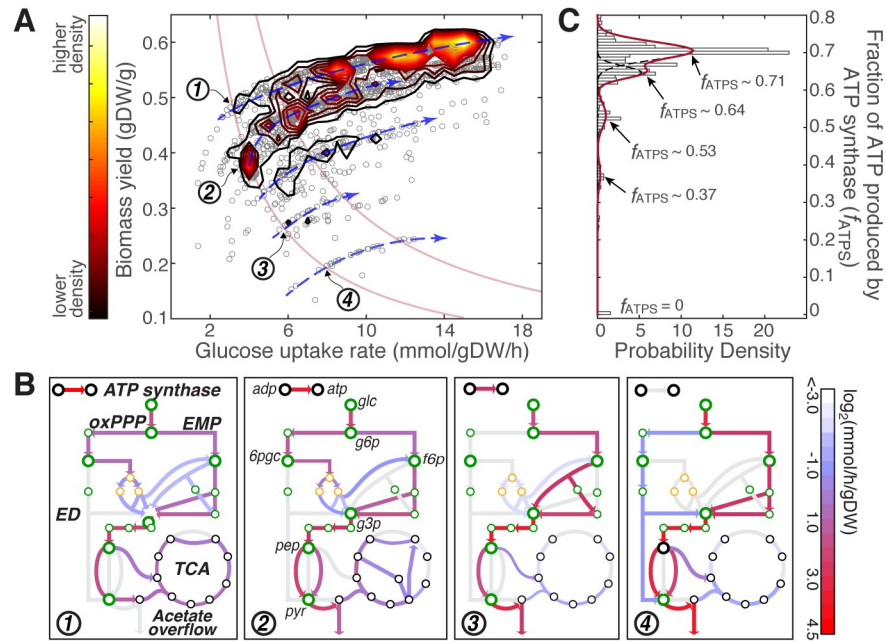 A
higher density
lower density
Biomass yield (gDW/g)
0.6
0.5
0.4
0.3
0.2
0.1
1
2
3
4
2
6
10
14
18
Glucose uptake rate (mmol/gDW/h)
C
0.8
0.7
0.6
0.5
0.4
0.3
0.2
0.1
0
fATPS ~ 0.71
fATPS ~ 0.64
fATPS ~ 0.53
fATPS ~ 0.37
fATPS = 0
0
5
10
15
20
Probability Density
Fraction of ATP produced by
ATP synthase (fATPS)
B
ATP synthase
oxPPP
EMP
ED
TCA
Acetate
overflow
1
adp
atp
glc
g6p
6pgc
f6p
g3p
pep
pyr
2
3
4
<-3.0
-1.0
1.0
3.0
4.5
log2(mmol/h/gDW)